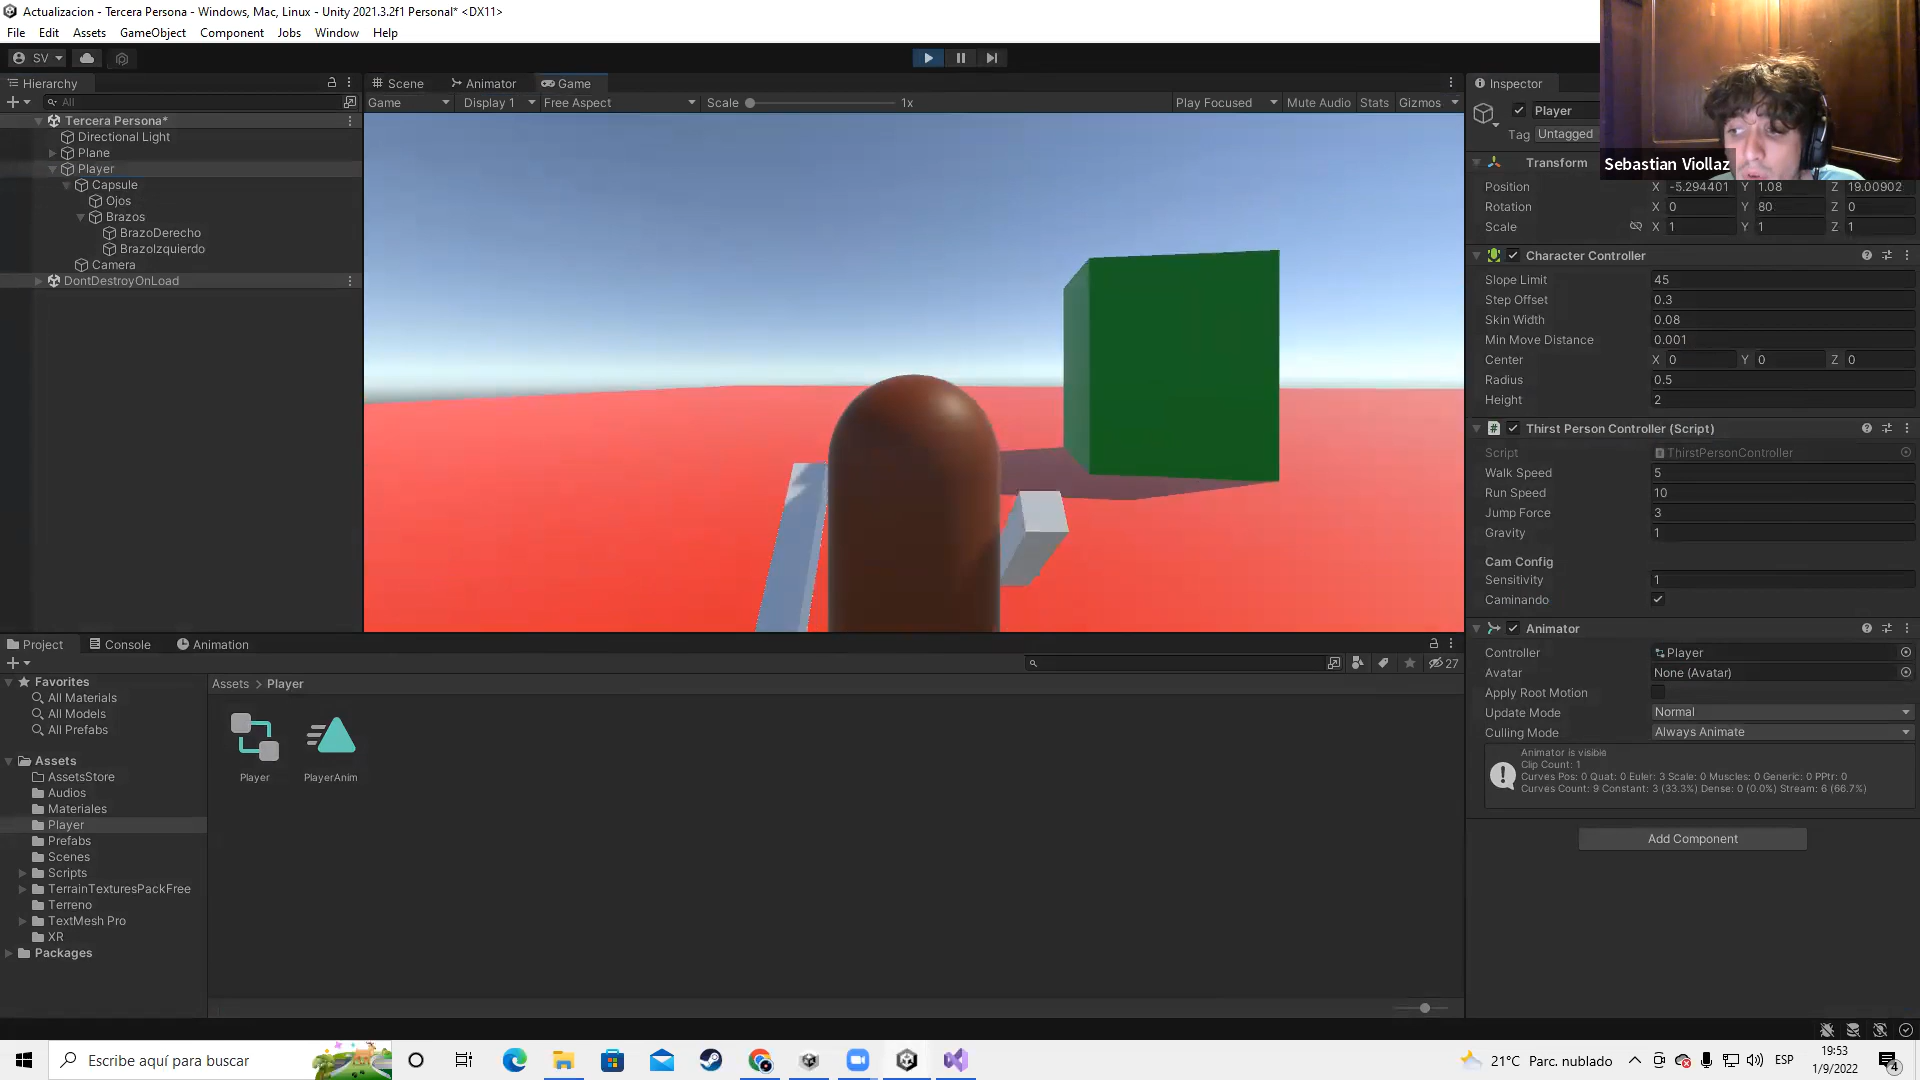 Actualizacion - Tercera Persona - Windows, Mac, Linux - Unity 2021.3.2f1 Personal* <DX11>
File Edit Assets GameObject Component Jobs Window Help
SV
Hierarchy
All
Tercera Persona*
Directional Light
Plane
Player
Capsule
Ojos
Brazos
BrazoDerecho
BrazoIzquierdo
Camera
DontDestroyOnLoad
Scene Animator Game
Game Display 1 Free Aspect Scale 1x Play Focused Mute Audio Stats Gizmos
Inspector
Player
Tag Untagged
Sebastian Viollaz
Transform
Position X -5.294401 Y 1.08 Z 19.00902
Rotation X 0 Y 80 Z 0
Scale X 1 Y 1 Z 1
Character Controller
Slope Limit 45
Step Offset 0.3
Skin Width 0.08
Min Move Distance 0.001
Center X 0 Y 0 Z 0
Radius 0.5
Height 2
Thirst Person Controller (Script)
Script ThirstPersonController
Walk Speed 5
Run Speed 10
Jump Force 3
Gravity 1
Cam Config
Sensitivity 1
Caminando
Animator
Controller Player
Avatar None (Avatar)
Apply Root Motion
Update Mode Normal
Culling Mode Always Animate
Animator is visible
Clip Count: 1
Curves Pos: 0 Quat: 0 Euler: 3 Scale: 0 Muscles: 0 Generic: 0 PPtr: 0
Curves Count: 9 Constant: 3 (33.3%) Dense: 0 (0.0%) Stream: 6 (66.7%)
Add Component
Project Console Animation
27
Favorites
All Materials
All Models
All Prefabs
Assets
AssetsStore
Audios
Materiales
Player
Prefabs
Scenes
Scripts
TerrainTexturesPackFree
Terreno
TextMesh Pro
XR
Packages
Assets > Player
Player PlayerAnim
Escribe aquí para buscar
21°C Parc. nublado
ESP
19:53
1/9/2022
4